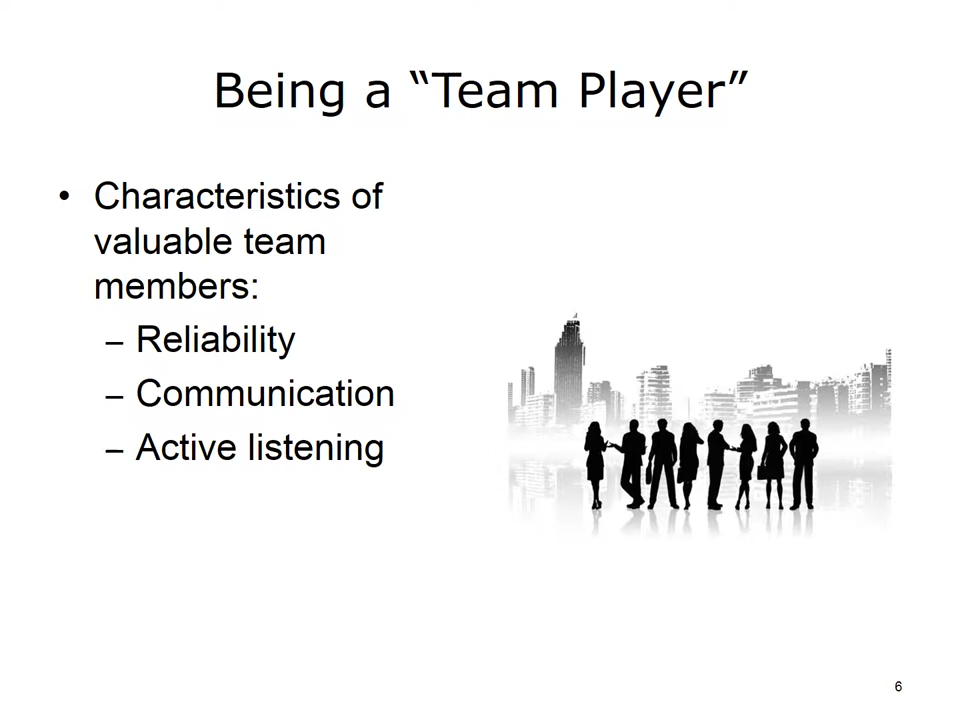 Being a “Team Player”
• Characteristics of
valuable team
members:
– Reliability
– Communication
– Active listening
6